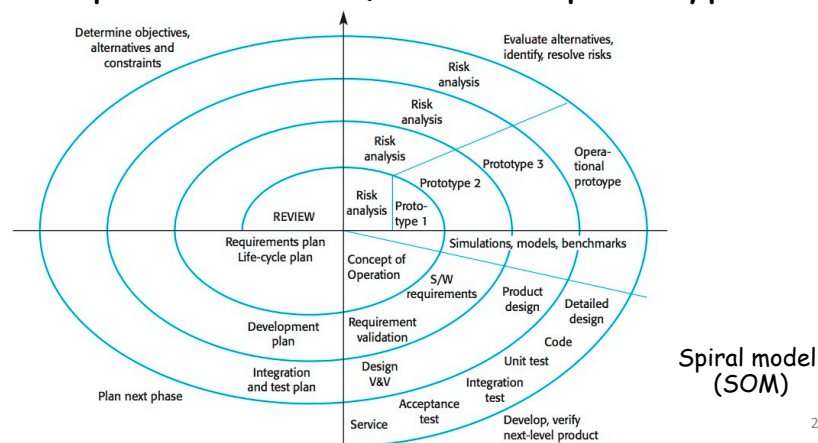 Determine objectives,
alternatives and
constraints
Evaluate alternatives,
identify, resolve risks
Risk
analysis
Risk
analysis
Risk
analysis
Risk
analysis
Proto-
type 1
Prototype 2
Prototype 3
Opera-
tional
protoype
REVIEW
Requirements plan
Life-cycle plan
Simulations, models, benchmarks
Concept of
Operation
S/W
requirements
Product
design
Detailed
design
Development
plan
Requirement
validation
Code
Unit test
Integration
and test plan
Design
V&V
Integration
test
Plan next phase
Acceptance
test
Service
Develop, verify
next-level product
Spiral model
(SOM)
2